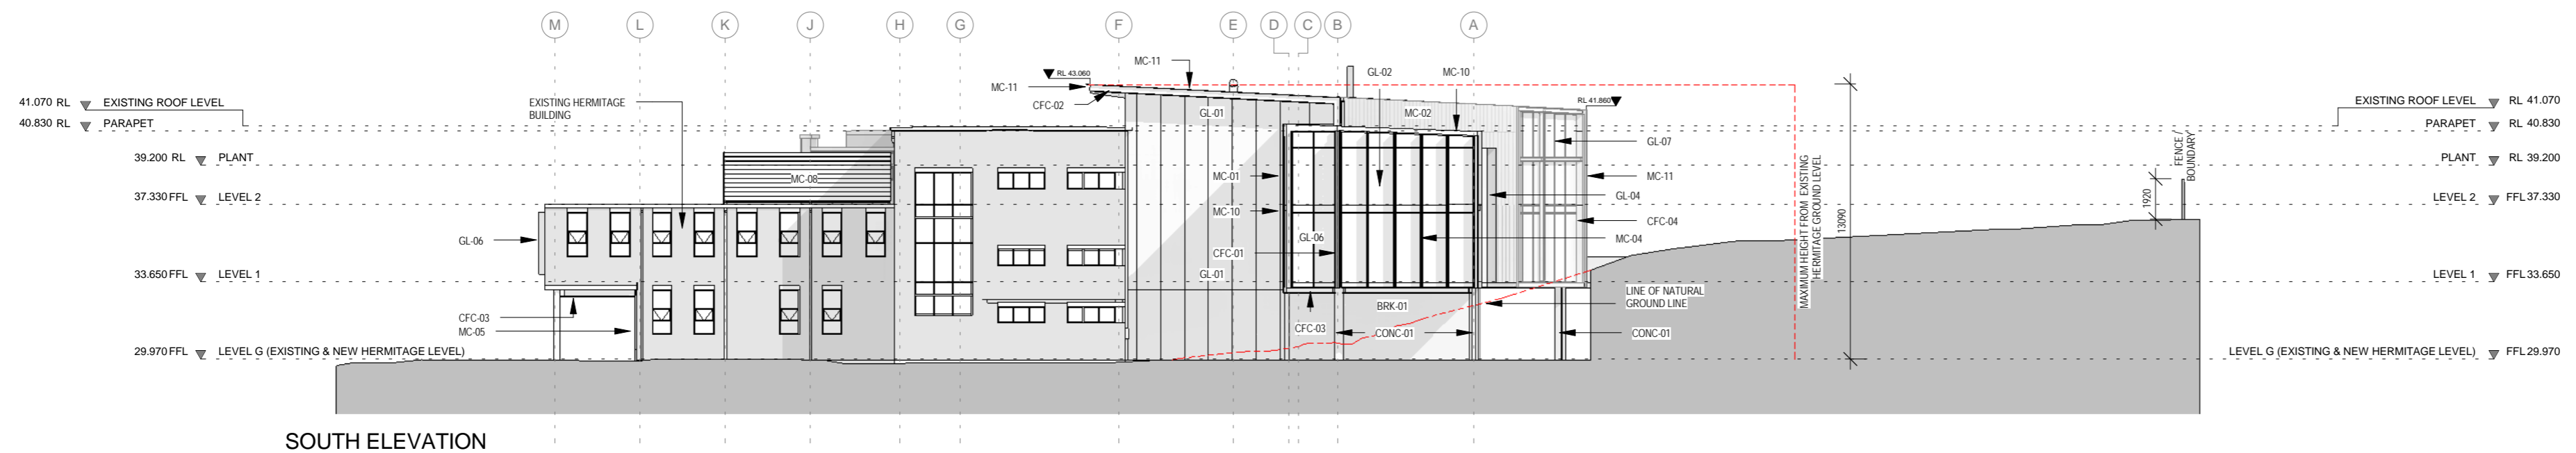 M L K J H G F E D C B A
MC-11
RL 43.060
GL-02
MC-10
MC-11
CFC-02
41.070 RL EXISTING ROOF LEVEL
EXISTING HERMITAGE
BUILDING
GL-01
MC-02
RL 41.860
EXISTING ROOF LEVEL RL 41.070
40.830 RL PARAPET
PARAPET RL 40.830
GL-07
39.200 RL PLANT
PLANT RL 39.200
MC-08
MC-01
MC-11
37.330 FFL LEVEL 2
GL-04
LEVEL 2 FFL 37.330
MC-10
CFC-04
GL-06
GL-06
MC-04
CFC-01
33.650 FFL LEVEL 1
GL-01
LEVEL 1 FFL 33.650
LINE OF NATURAL
GROUND LINE
BRK-01
CFC-03
MC-05
CFC-03
CONC-01
CONC-01
MAXIMUM HEIGHT FROM EXISTING
HERMITAGE GROUND LEVEL
13090
1920
FENCE /
BOUNDARY
29.970 FFL LEVEL G (EXISTING & NEW HERMITAGE LEVEL)
LEVEL G (EXISTING & NEW HERMITAGE LEVEL) FFL 29.970
SOUTH ELEVATION